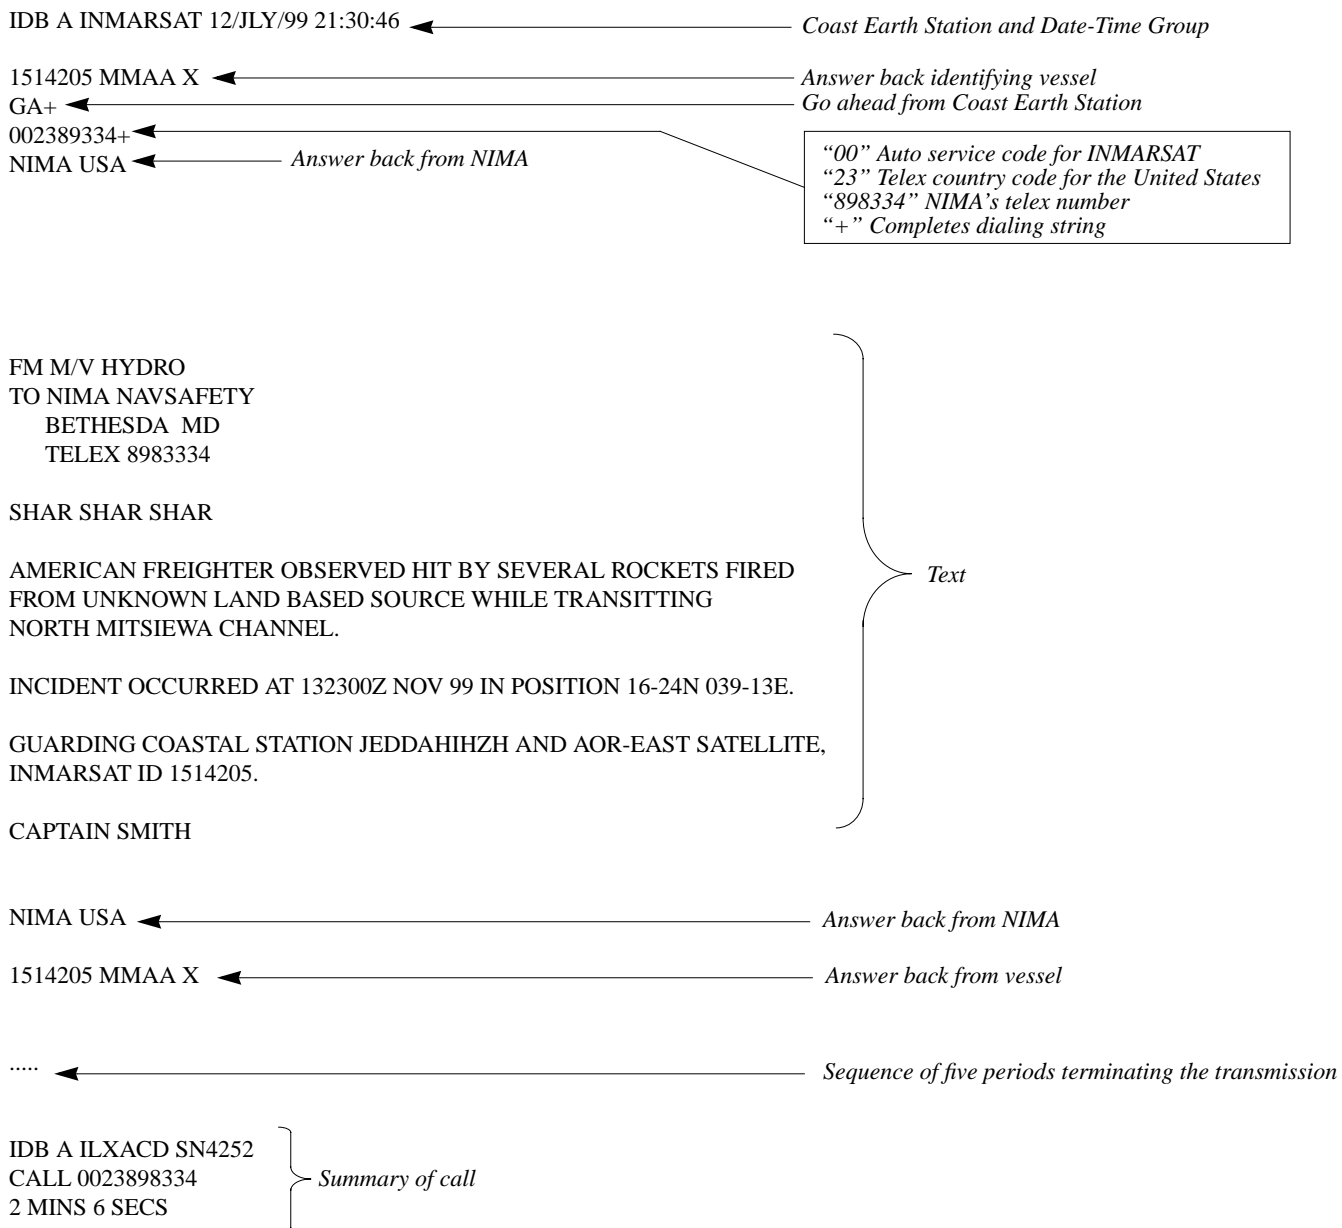 IDB A INMARSAT 12/JLY/99 21:30:46
Coast Earth Station and Date-Time Group
1514205 MMAA X
Answer back identifying vessel
GA+
Go ahead from Coast Earth Station
002389334+
NIMA USA
Answer back from NIMA
“00” Auto service code for INMARSAT
“23” Telex country code for the United States
“898334” NIMA’s telex number
“+” Completes dialing string
FM M/V HYDRO
TO NIMA NAVSAFETY
BETHESDA MD
TELEX 8983334
SHAR SHAR SHAR
AMERICAN FREIGHTER OBSERVED HIT BY SEVERAL ROCKETS FIRED
FROM UNKNOWN LAND BASED SOURCE WHILE TRANSITTING
NORTH MITSIEWA CHANNEL.
INCIDENT OCCURRED AT 132300Z NOV 99 IN POSITION 16-24N 039-13E.
GUARDING COASTAL STATION JEDDAHIHZH AND AOR-EAST SATELLITE,
INMARSAT ID 1514205.
CAPTAIN SMITH
Text
NIMA USA
Answer back from NIMA
1514205 MMAA X
Answer back from vessel
.....
Sequence of five periods terminating the transmission
IDB A ILXACD SN4252
CALL 0023898334
2 MINS 6 SECS
Summary of call